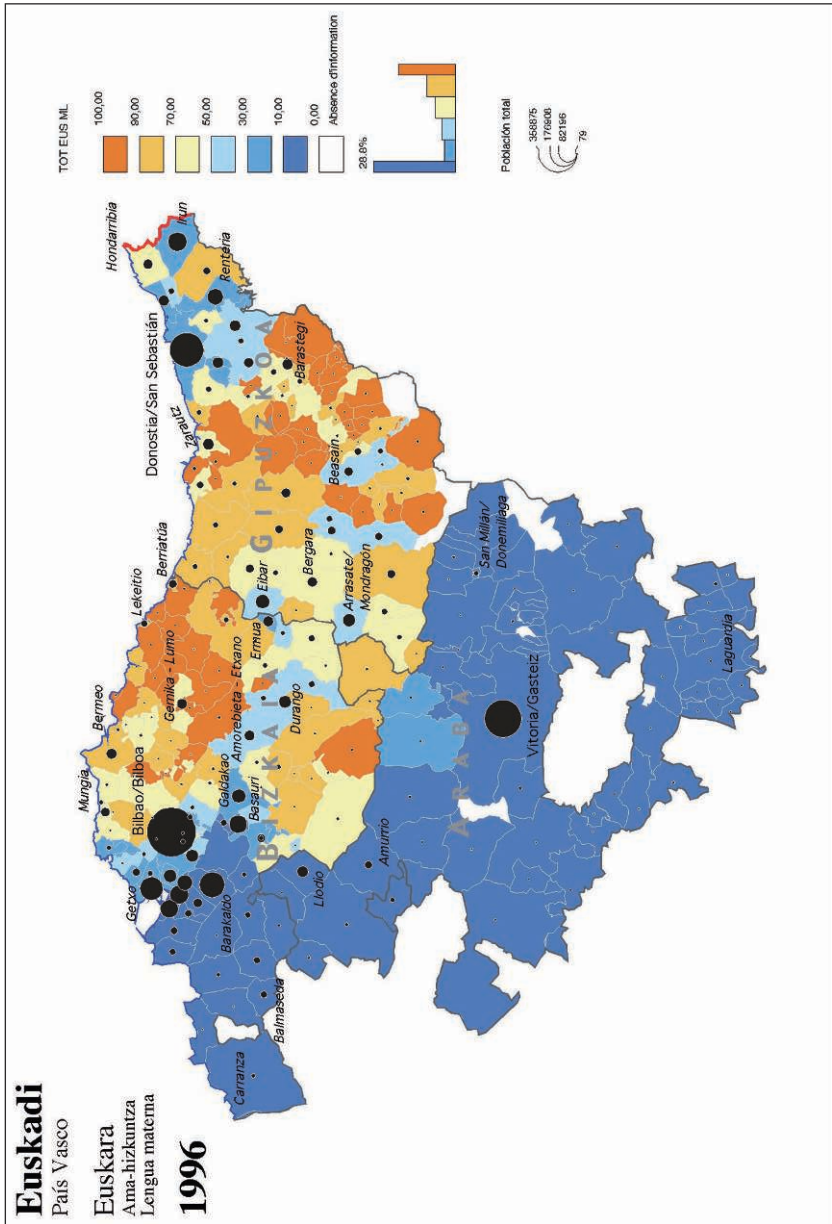 Euskadi
País Vasco
Euskara
Ama-hizkuntza
Lengua materna
1996
TOT EUS ML
100,00
90,00
70,00
50,00
30,00
10,00
0,00
Absence d'information
28.8%
Población total
358875
176908
82196
79
Hondarribia
Irun
Renteria
Donostia/San Sebastián
Zarautz
Barastegi
GIPUZKOA
Beasain
Berriatúa
Lekeitio
Eibar
Bergara
Arrasate/
Mondragón
Ermua
Bermeo
Gernika - Lumo
Amorebieta - Etxano
Durango
Mungia
Bilbao/Bilboa
Galdakao
Basauri
BIZKAIA
Getxo
Barakaldo
Balmaseda
Carranza
Llodio
Amurrio
ARABA
San Millán/
Donemiliaga
Vitoria/Gasteiz
Laguardia